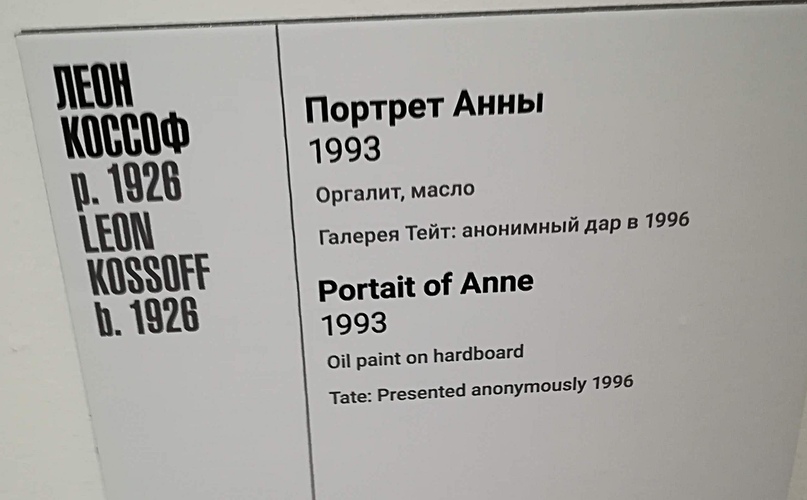 ЛЕОН
КОССОФ
р. 1926
LEON
KOSSOFF
b. 1926
Портрет Анны
1993
Оргалит, масло
Галерея Тейт: анонимный дар в 1996
Portait of Anne
1993
Oil paint on hardboard
Tate: Presented anonymously 1996